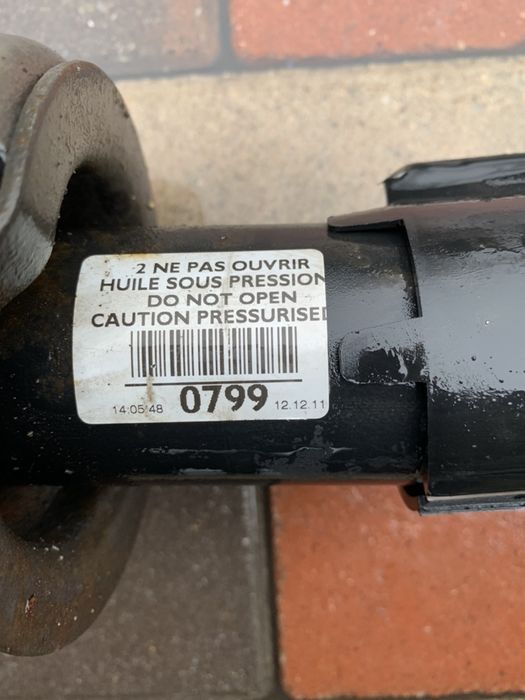 2 NE PAS OUVRIR
HUILE SOUS PRESSION
DO NOT OPEN
CAUTION PRESSURISED
14:05:48 0799 12.12.11